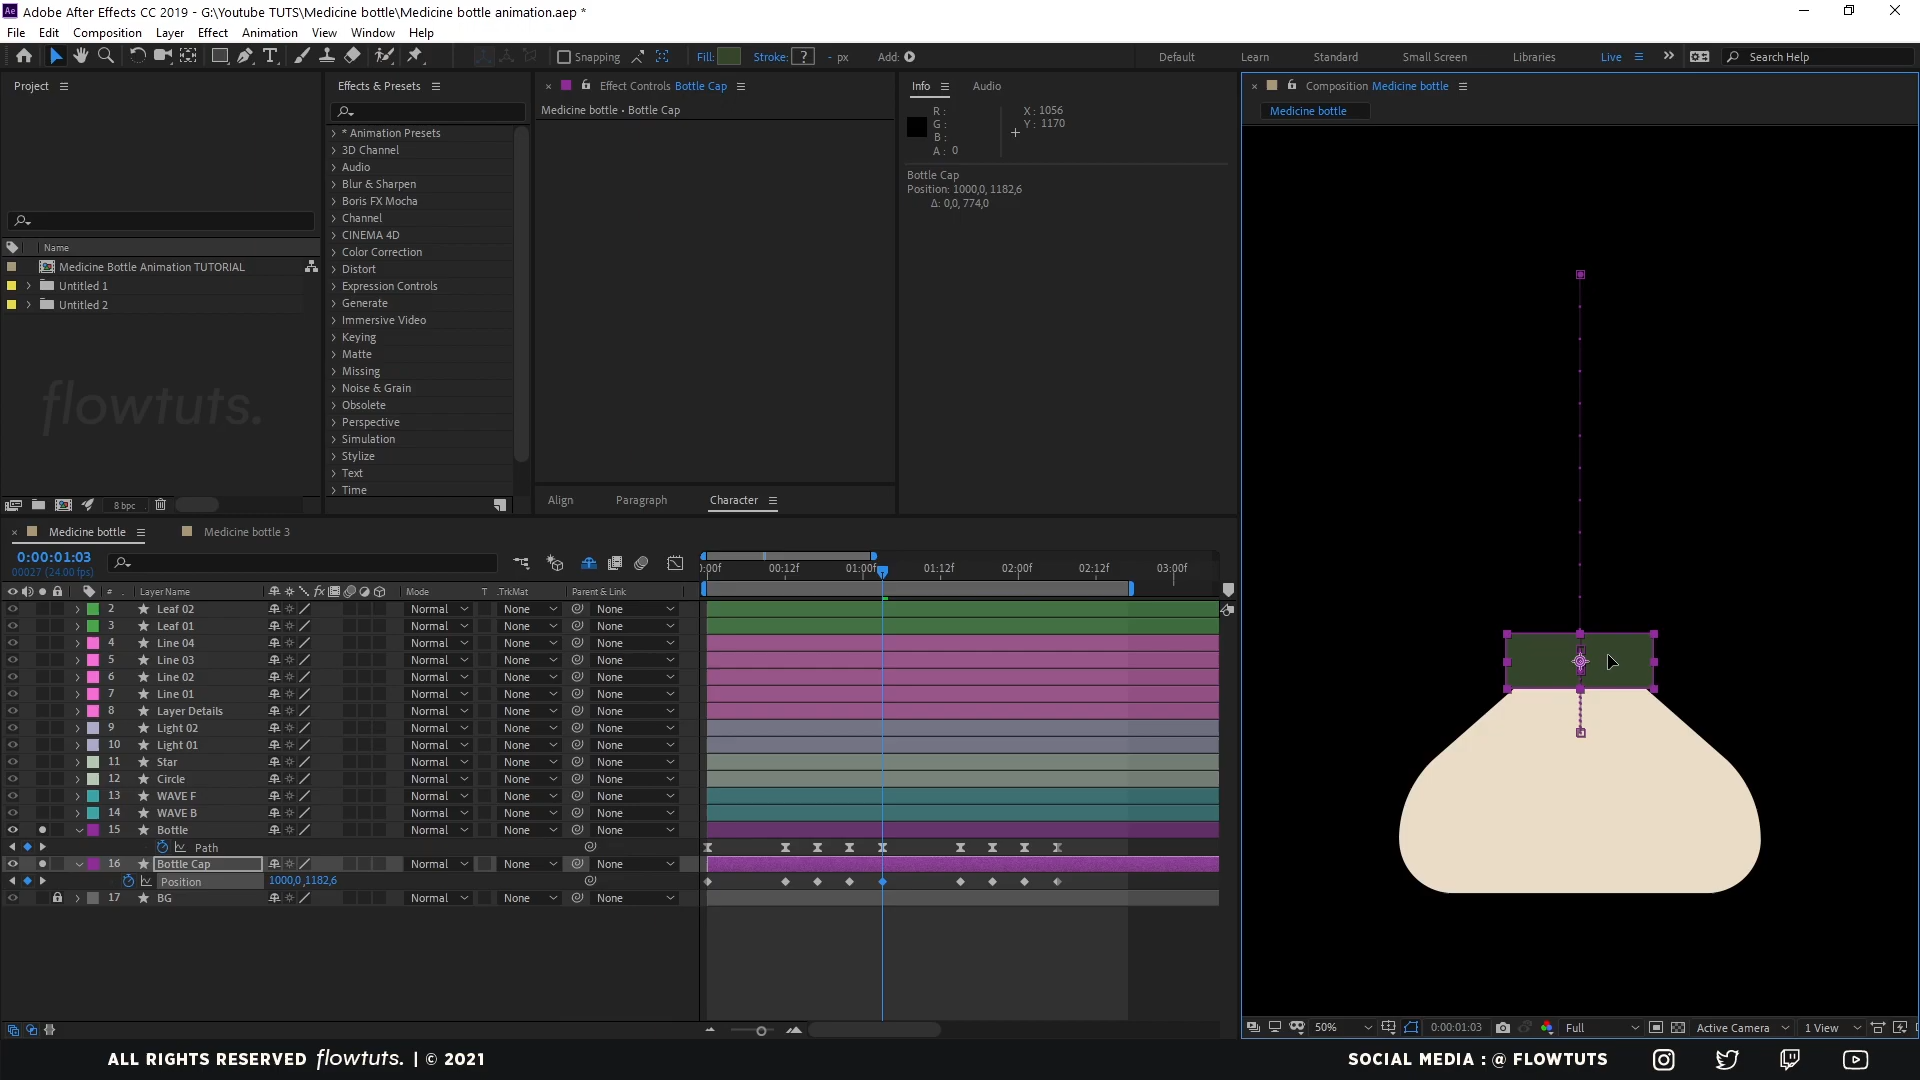 Adobe After Effects CC 2019 - G:\Youtube TUTS\Medicine bottle\Medicine bottle animation.aep *
File Edit Composition Layer Effect Animation View Window Help
Snapping Fill: Stroke: ? - px Add: Default Learn Standard Small Screen Libraries Live Search Help
Project
Name
Medicine Bottle Animation TUTORIAL
Untitled 1
Untitled 2
flowtuts.
8 bpc
Effects & Presets
* Animation Presets
3D Channel
Audio
Blur & Sharpen
Boris FX Mocha
Channel
CINEMA 4D
Color Correction
Distort
Expression Controls
Generate
Immersive Video
Keying
Matte
Missing
Noise & Grain
Obsolete
Perspective
Simulation
Stylize
Text
Time
Effect Controls Bottle Cap
Medicine bottle • Bottle Cap
Align Paragraph Character
Info Audio
R : X : 1056
G : Y : 1170
B :
A : 0
Bottle Cap
Position: 1000,0, 1182,6
Δ: 0,0, 774,0
Composition Medicine bottle
Medicine bottle
Medicine bottle Medicine bottle 3
0:00:01:03
00027 (24.00 fps)
0:00f 00:12f 01:00f 01:12f 02:00f 02:12f 03:00f
# Layer Name fx Mode T .TrkMat Parent & Link
2 Leaf 02 Normal None None
3 Leaf 01 Normal None None
4 Line 04 Normal None None
5 Line 03 Normal None None
6 Line 02 Normal None None
7 Line 01 Normal None None
8 Layer Details Normal None None
9 Light 02 Normal None None
10 Light 01 Normal None None
11 Star Normal None None
12 Circle Normal None None
13 WAVE F Normal None None
14 WAVE B Normal None None
15 Bottle Normal None None
Path
16 Bottle Cap Normal None None
Position 1000,0 ,1182,6
17 BG Normal None None
50% 0:00:01:03 Full Active Camera 1 View
ALL RIGHTS RESERVED flowtuts. | © 2021
SOCIAL MEDIA : @ FLOWTUTS